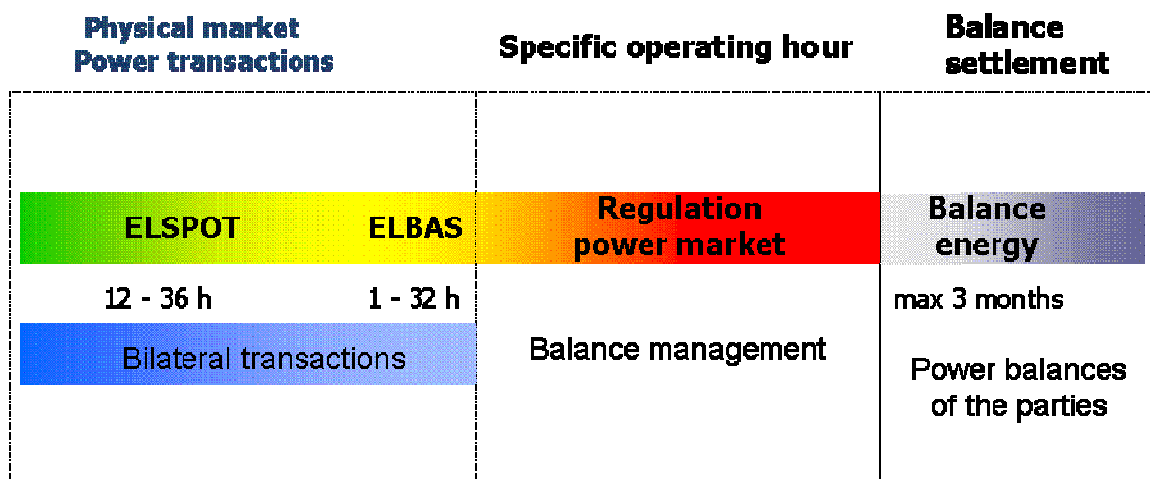 Physical market
Power transactions
Specific operating hour
Balance
settlement
ELSPOT
ELBAS
Regulation
power market
Balance
energy
12 - 36 h
1 - 32 h
max 3 months
Bilateral transactions
Balance management
Power balances
of the parties